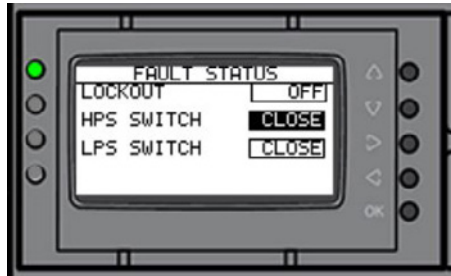 FAULT STATUS
LOCKOUT OFF
HPS SWITCH CLOSE
LPS SWITCH CLOSE
OK